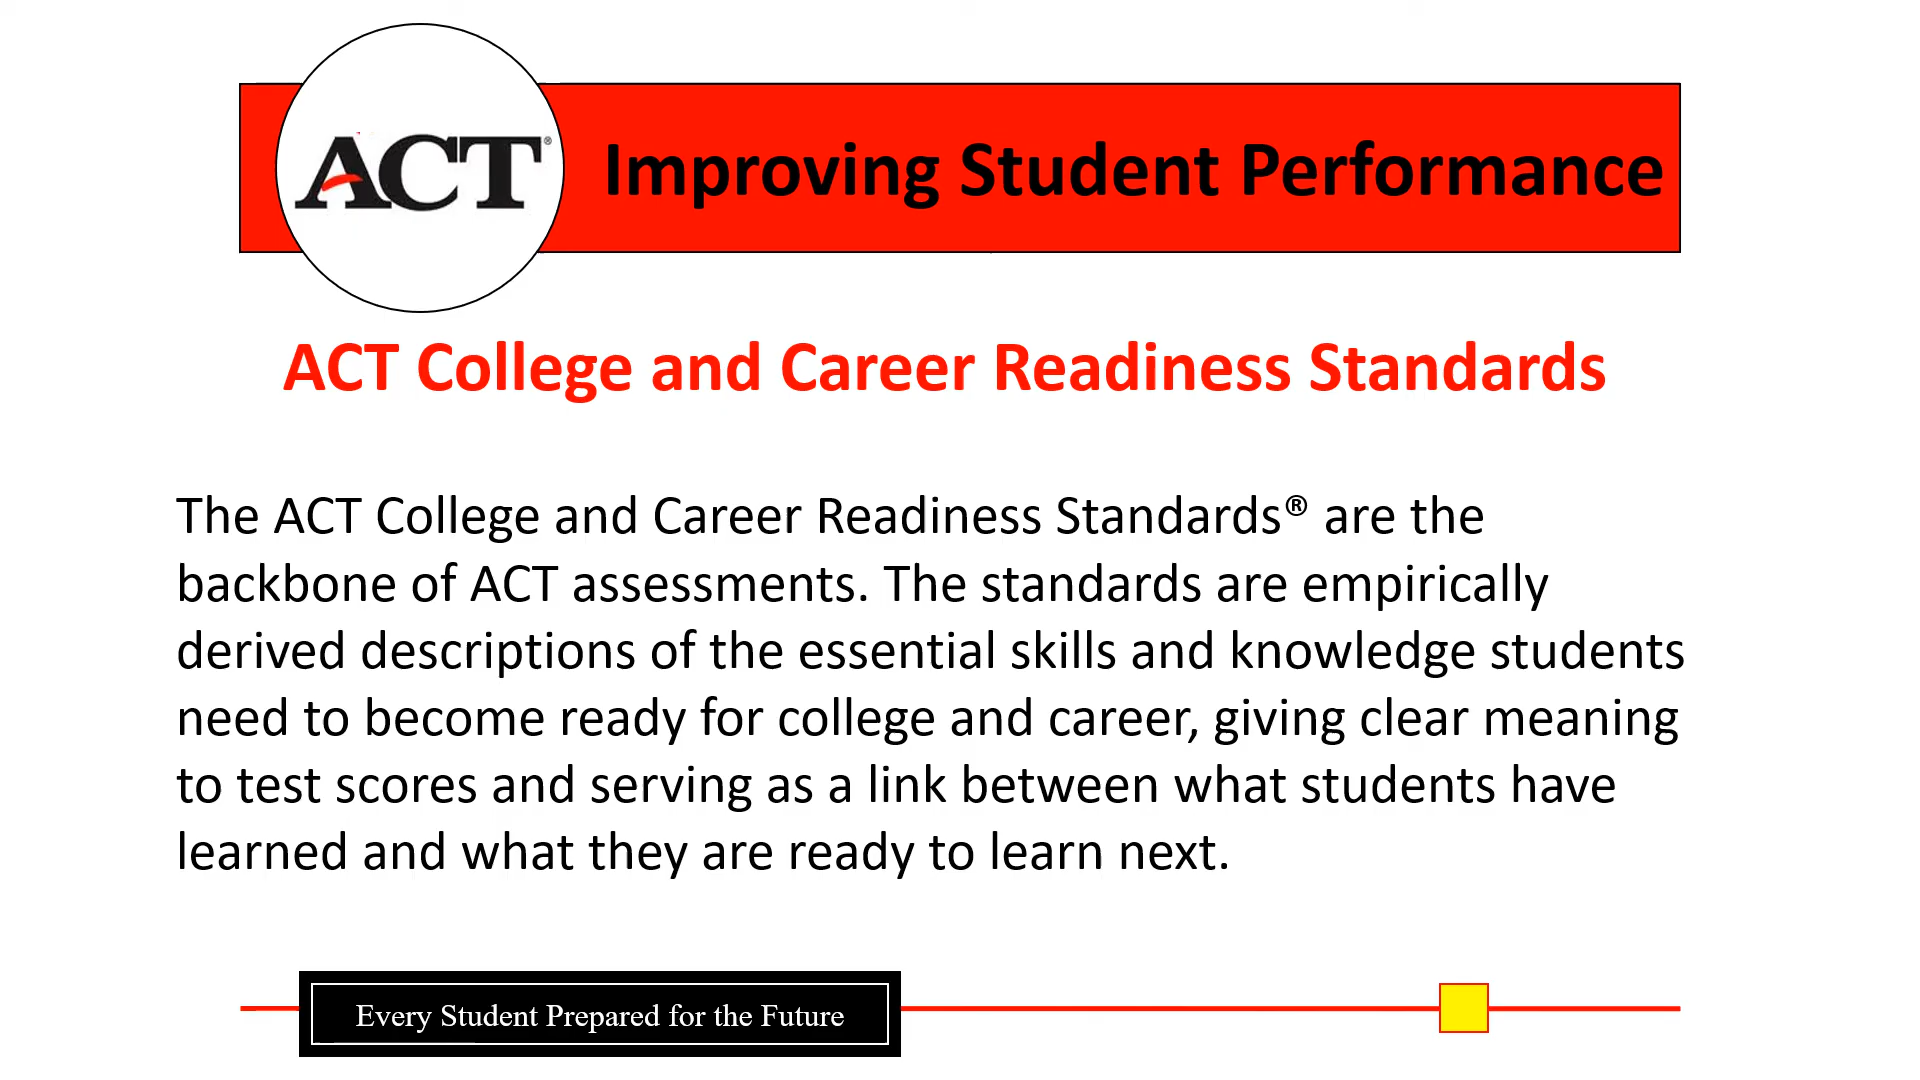 ACT®
Improving Student Performance
ACT College and Career Readiness Standards
The ACT College and Career Readiness Standards® are the
backbone of ACT assessments. The standards are empirically
derived descriptions of the essential skills and knowledge students
need to become ready for college and career, giving clear meaning
to test scores and serving as a link between what students have
learned and what they are ready to learn next.
Every Student Prepared for the Future